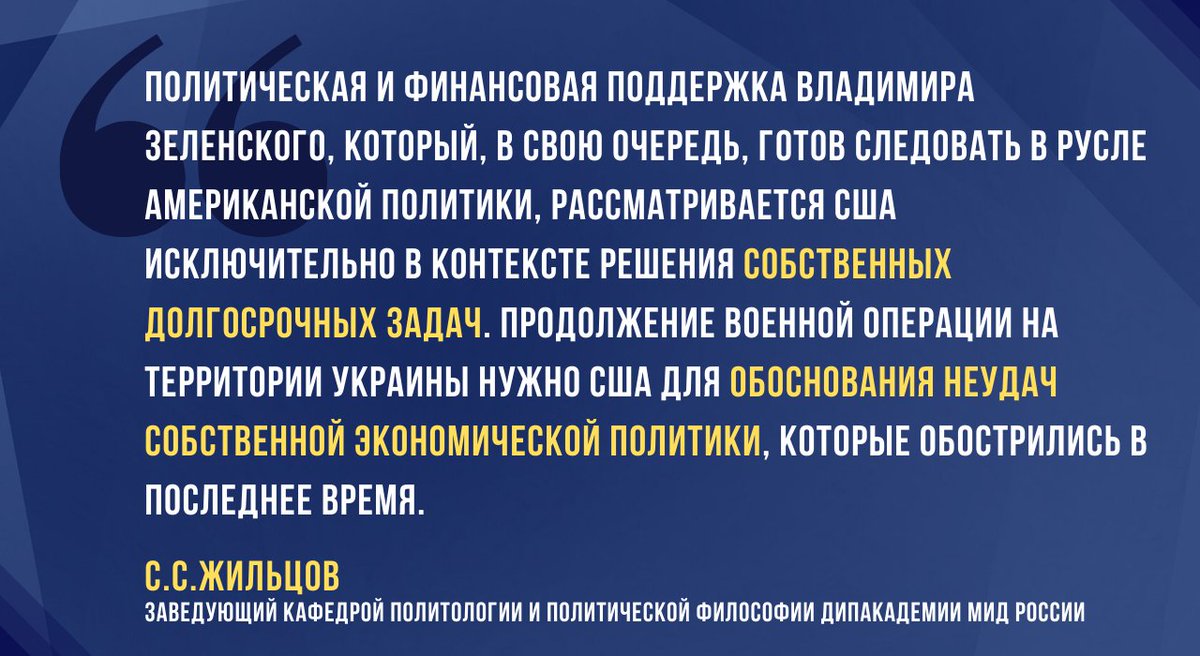 ПОЛИТИЧЕСКАЯ И ФИНАНСОВАЯ ПОДДЕРЖКА ВЛАДИМИРА
ЗЕЛЕНСКОГО, КОТОРЫЙ, В СВОЮ ОЧЕРЕДЬ, ГОТОВ СЛЕДОВАТЬ В РУСЛЕ
АМЕРИКАНСКОЙ ПОЛИТИКИ, РАССМАТРИВАЕТСЯ США
ИСКЛЮЧИТЕЛЬНО В КОНТЕКСТЕ РЕШЕНИЯ СОБСТВЕННЫХ
ДОЛГОСРОЧНЫХ ЗАДАЧ. ПРОДОЛЖЕНИЕ ВОЕННОЙ ОПЕРАЦИИ НА
ТЕРРИТОРИИ УКРАИНЫ НУЖНО США ДЛЯ ОБОСНОВАНИЯ НЕУДАЧ
СОБСТВЕННОЙ ЭКОНОМИЧЕСКОЙ ПОЛИТИКИ, КОТОРЫЕ ОБОСТРИЛИСЬ В
ПОСЛЕДНЕЕ ВРЕМЯ.
С.С.ЖИЛЬЦОВ
ЗАВЕДУЮЩИЙ КАФЕДРОЙ ПОЛИТОЛОГИИ И ПОЛИТИЧЕСКОЙ ФИЛОСОФИИ ДИПАКАДЕМИИ МИД РОССИИ